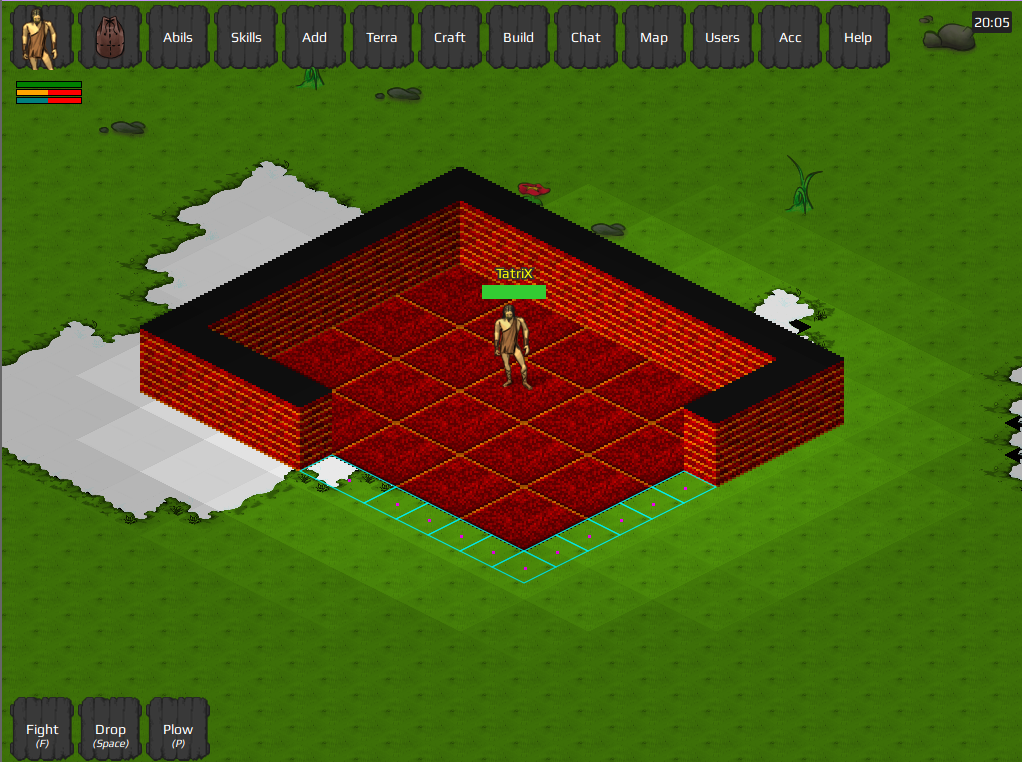 Abils
Skills
Add
Terra
Craft
Build
Chat
Map
Users
Acc
Help
20:05
TatriX
Fight
(F)
Drop
(Space)
Plow
(P)